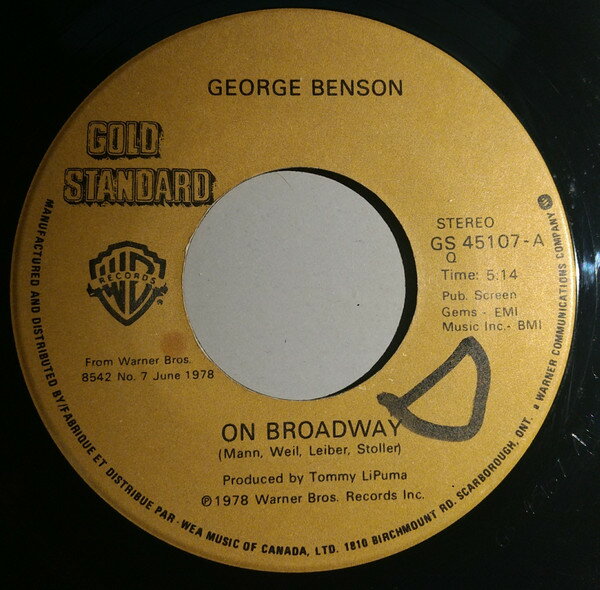 GEORGE BENSON
GOLD
STANDARD
WB
RECORDS
STEREO
GS 45107-A
Q
Time: 5:14
Pub. Screen
Gems - EMI
Music Inc.- BMI
From Warner Bros.
8542 No. 7 June 1978
ON BROADWAY
(Mann, Weil, Leiber, Stoller)
Produced by Tommy LiPuma
℗1978 Warner Bros. Records Inc.
MANUFACTURED AND DISTRIBUTED BY/FABRIQUE ET DISTRIBUE PAR - WEA MUSIC OF CANADA, LTD. 1810 BIRCHMOUNT RD. SCARBOROUGH, ONT. a WARNER COMMUNICATIONS COMPANY